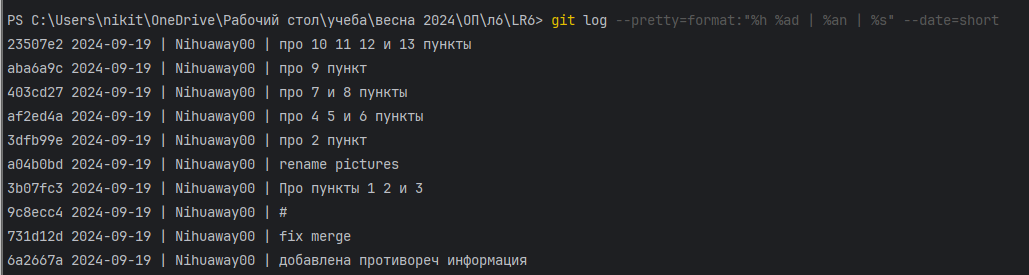 PS C:\Users\nikit\OneDrive\Рабочий стол\учеба\весна 2024\ОП\л6\LR6> git log --pretty=format:"%h %ad | %an | %s" --date=short
23507e2 2024-09-19 | Nihuaway00 | про 10 11 12 и 13 пункты
aba6a9c 2024-09-19 | Nihuaway00 | про 9 пункт
403cd27 2024-09-19 | Nihuaway00 | про 7 и 8 пункты
af2ed4a 2024-09-19 | Nihuaway00 | про 4 5 и 6 пункты
3dfb99e 2024-09-19 | Nihuaway00 | про 2 пункт
a04b0bd 2024-09-19 | Nihuaway00 | rename pictures
3b07fc3 2024-09-19 | Nihuaway00 | Про пункты 1 2 и 3
9c8ecc4 2024-09-19 | Nihuaway00 | #
731d12d 2024-09-19 | Nihuaway00 | fix merge
6a2667a 2024-09-19 | Nihuaway00 | добавлена противореч информация